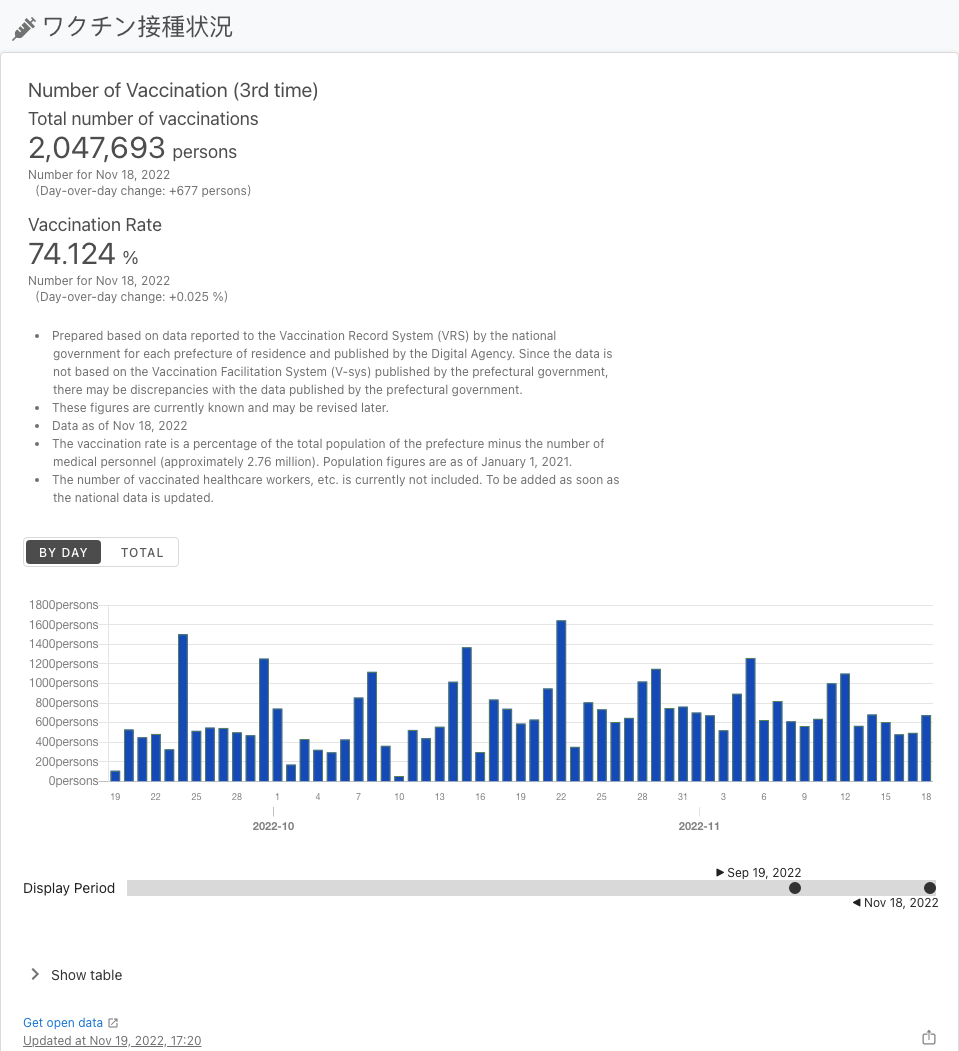 ワクチン接種状況
Number of Vaccination (3rd time)
Total number of vaccinations
2,047,693 persons
Number for Nov 18, 2022
(Day-over-day change: +677 persons)
Vaccination Rate
74.124 %
Number for Nov 18, 2022
(Day-over-day change: +0.025 %)
• Prepared based on data reported to the Vaccination Record System (VRS) by the national
government for each prefecture of residence and published by the Digital Agency. Since the data is
not based on the Vaccination Facilitation System (V-sys) published by the prefectural government,
there may be discrepancies with the data published by the prefectural government.
• These figures are currently known and may be revised later.
• Data as of Nov 18, 2022
• The vaccination rate is a percentage of the total population of the prefecture minus the number of
medical personnel (approximately 2.76 million). Population figures are as of January 1, 2021.
• The number of vaccinated healthcare workers, etc. is currently not included. To be added as soon as
the national data is updated.
BY DAY TOTAL
1800persons
1600persons
1400persons
1200persons
1000persons
800persons
600persons
400persons
200persons
0persons
19 22 25 28 1 4 7 10 13 16 19 22 25 28 31 3 6 9 12 15 18
2022-10 2022-11
Sep 19, 2022
Display Period
Nov 18, 2022
Show table
Get open data
Updated at Nov 19, 2022, 17:20